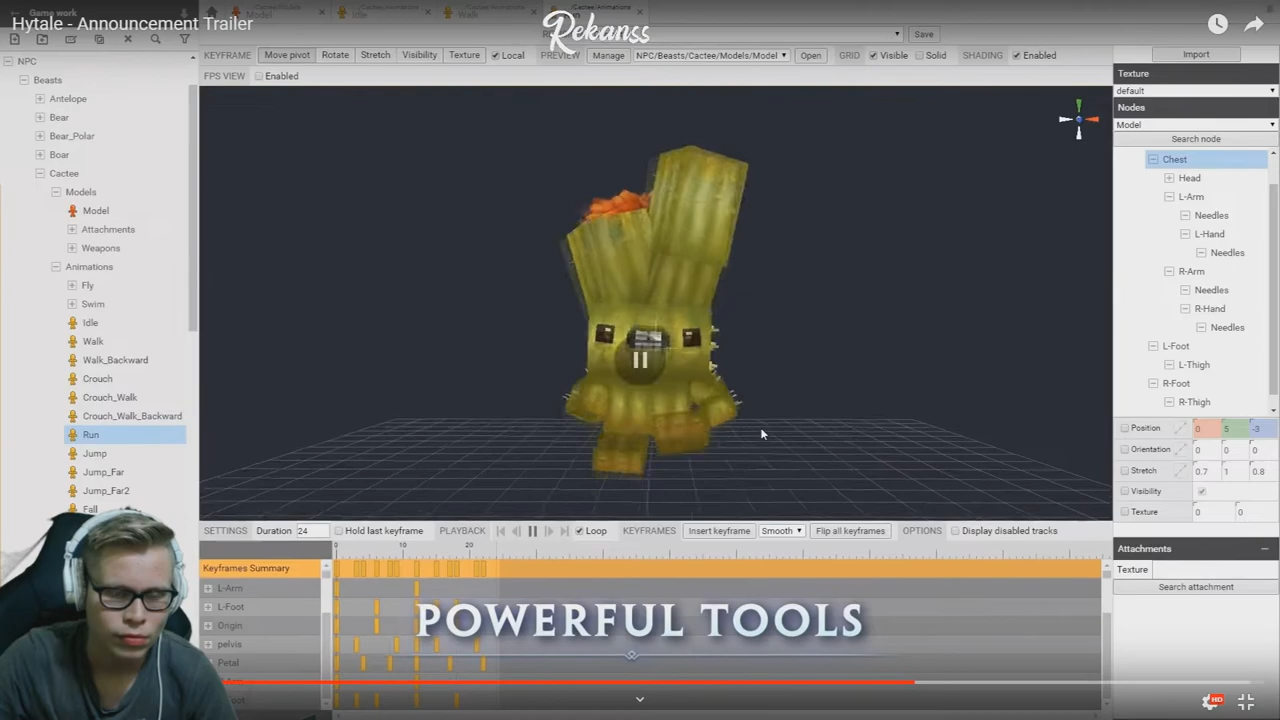 Hytale - Announcement Trailer
Rekanss
Save
KEYFRAME Move pivot Rotate Stretch Visibility Texture Local PREVIEW Manage NPC/Beasts/Cactee/Models/Model Open GRID Visible Solid SHADING Enabled
FPS VIEW Enabled
NPC
Beasts
Antelope
Bear
Bear_Polar
Boar
Cactee
Models
Model
Attachments
Weapons
Animations
Fly
Swim
Idle
Walk
Walk_Backward
Crouch
Crouch_Walk
Crouch_Walk_Backward
Run
Jump
Jump_Far
Jump_Far2
Fall
Import
Texture
default
Nodes
Model
Search node
Chest
Head
L-Arm
Needles
L-Hand
Needles
R-Arm
Needles
R-Hand
Needles
L-Foot
L-Thigh
R-Foot
R-Thigh
Position 0 5 -3
Orientation 0 0 0
Stretch 0.7 1 0.8
Visibility
Texture 0 0
Attachments
Texture
Search attachment
SETTINGS Duration 24 Hold last keyframe PLAYBACK Loop KEYFRAMES Insert keyframe Smooth Flip all keyframes OPTIONS Display disabled tracks
0 10 20
Keyframes Summary
L-Arm
L-Foot
Origin
pelvis
Petal
POWERFUL TOOLS
HD